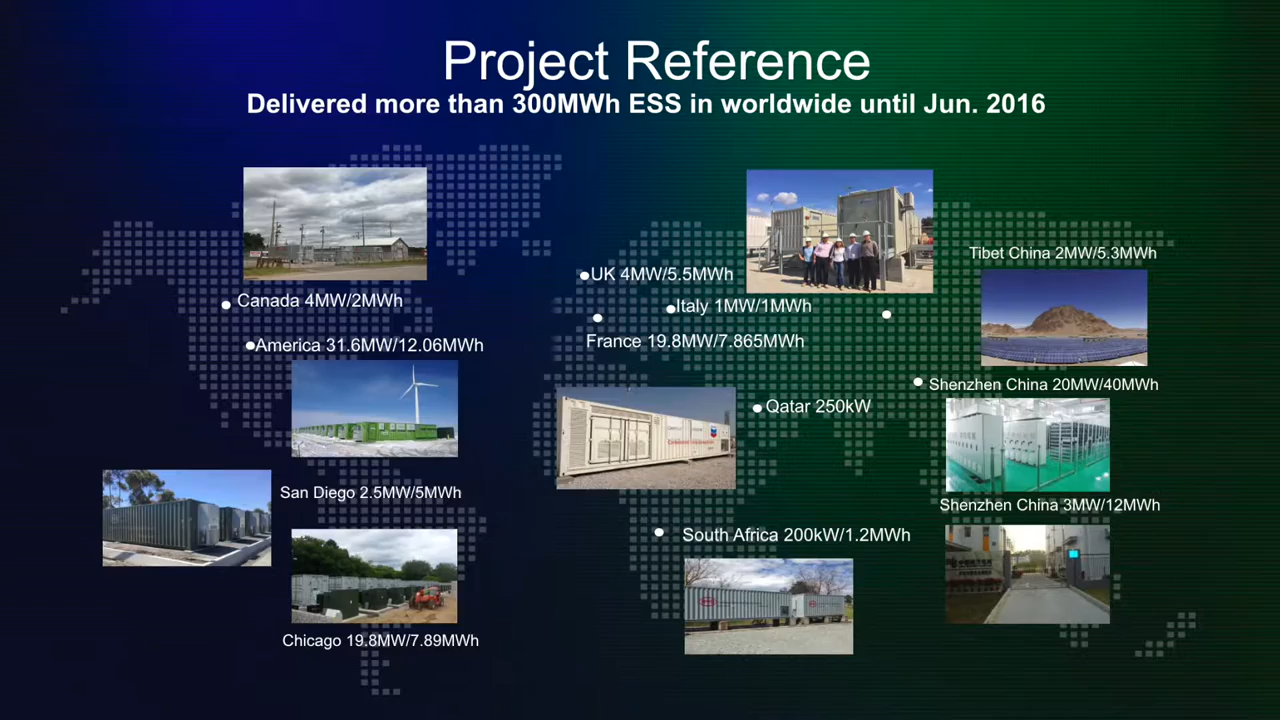 Project Reference
Delivered more than 300MWh ESS in worldwide until Jun. 2016
Tibet China 2MW/5.3MWh
UK 4MW/5.5MWh
Canada 4MW/2MWh
Italy 1MW/1MWh
France 19.8MW/7.865MWh
America 31.6MW/12.06MWh
Shenzhen China 20MW/40MWh
Qatar 250kW
San Diego 2.5MW/5MWh
Shenzhen China 3MW/12MWh
South Africa 200kW/1.2MWh
Chicago 19.8MW/7.89MWh